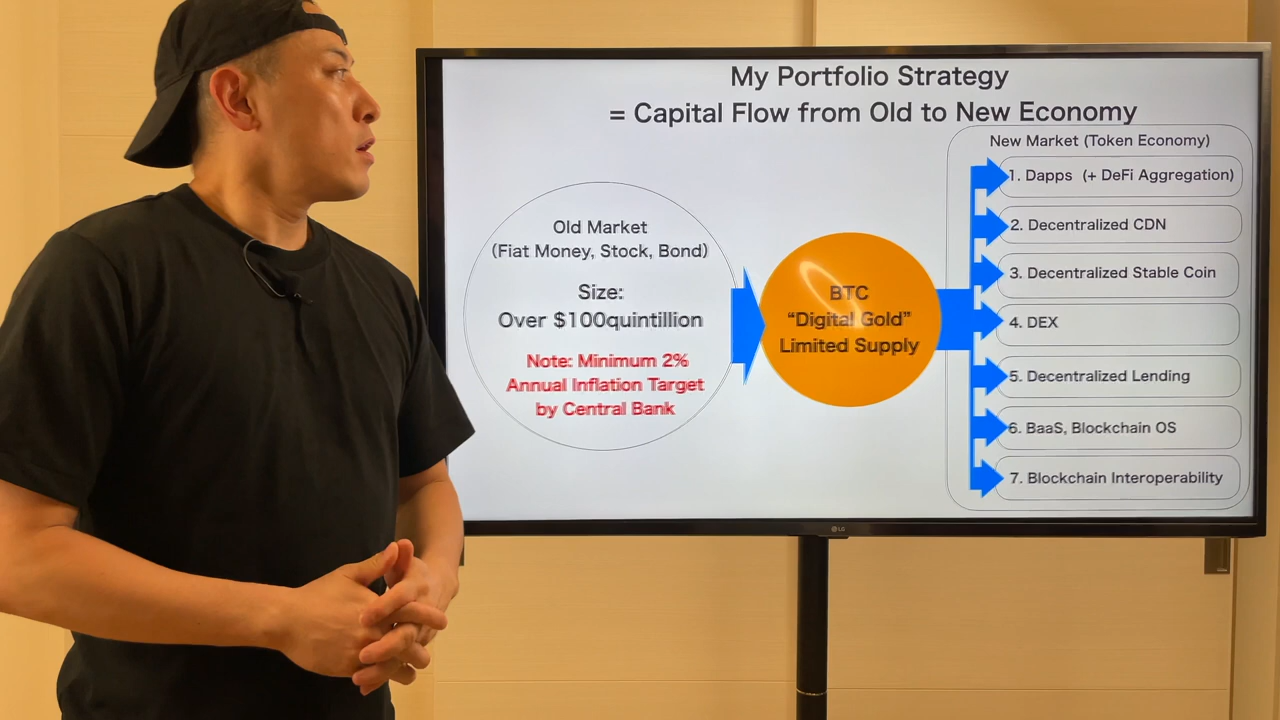 My Portfolio Strategy
= Capital Flow from Old to New Economy
Old Market
(Fiat Money, Stock, Bond)
Size:
Over $100quintillion
Note: Minimum 2%
Annual Inflation Target
by Central Bank
BTC
“Digital Gold”
Limited Supply
New Market (Token Economy)
1. Dapps (+ DeFi Aggregation)
2. Decentralized CDN
3. Decentralized Stable Coin
4. DEX
5. Decentralized Lending
6. BaaS, Blockchain OS
7. Blockchain Interoperability
LG